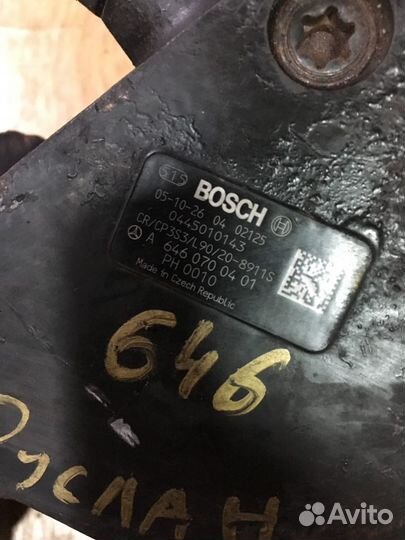 515 BOSCH
05-10-26 04 02125
0445010143
CR/CP3S3/L90/20-8911S
A 646 070 04 01
PH 0010
Made in Czech Republic
646
Руслан
Avito